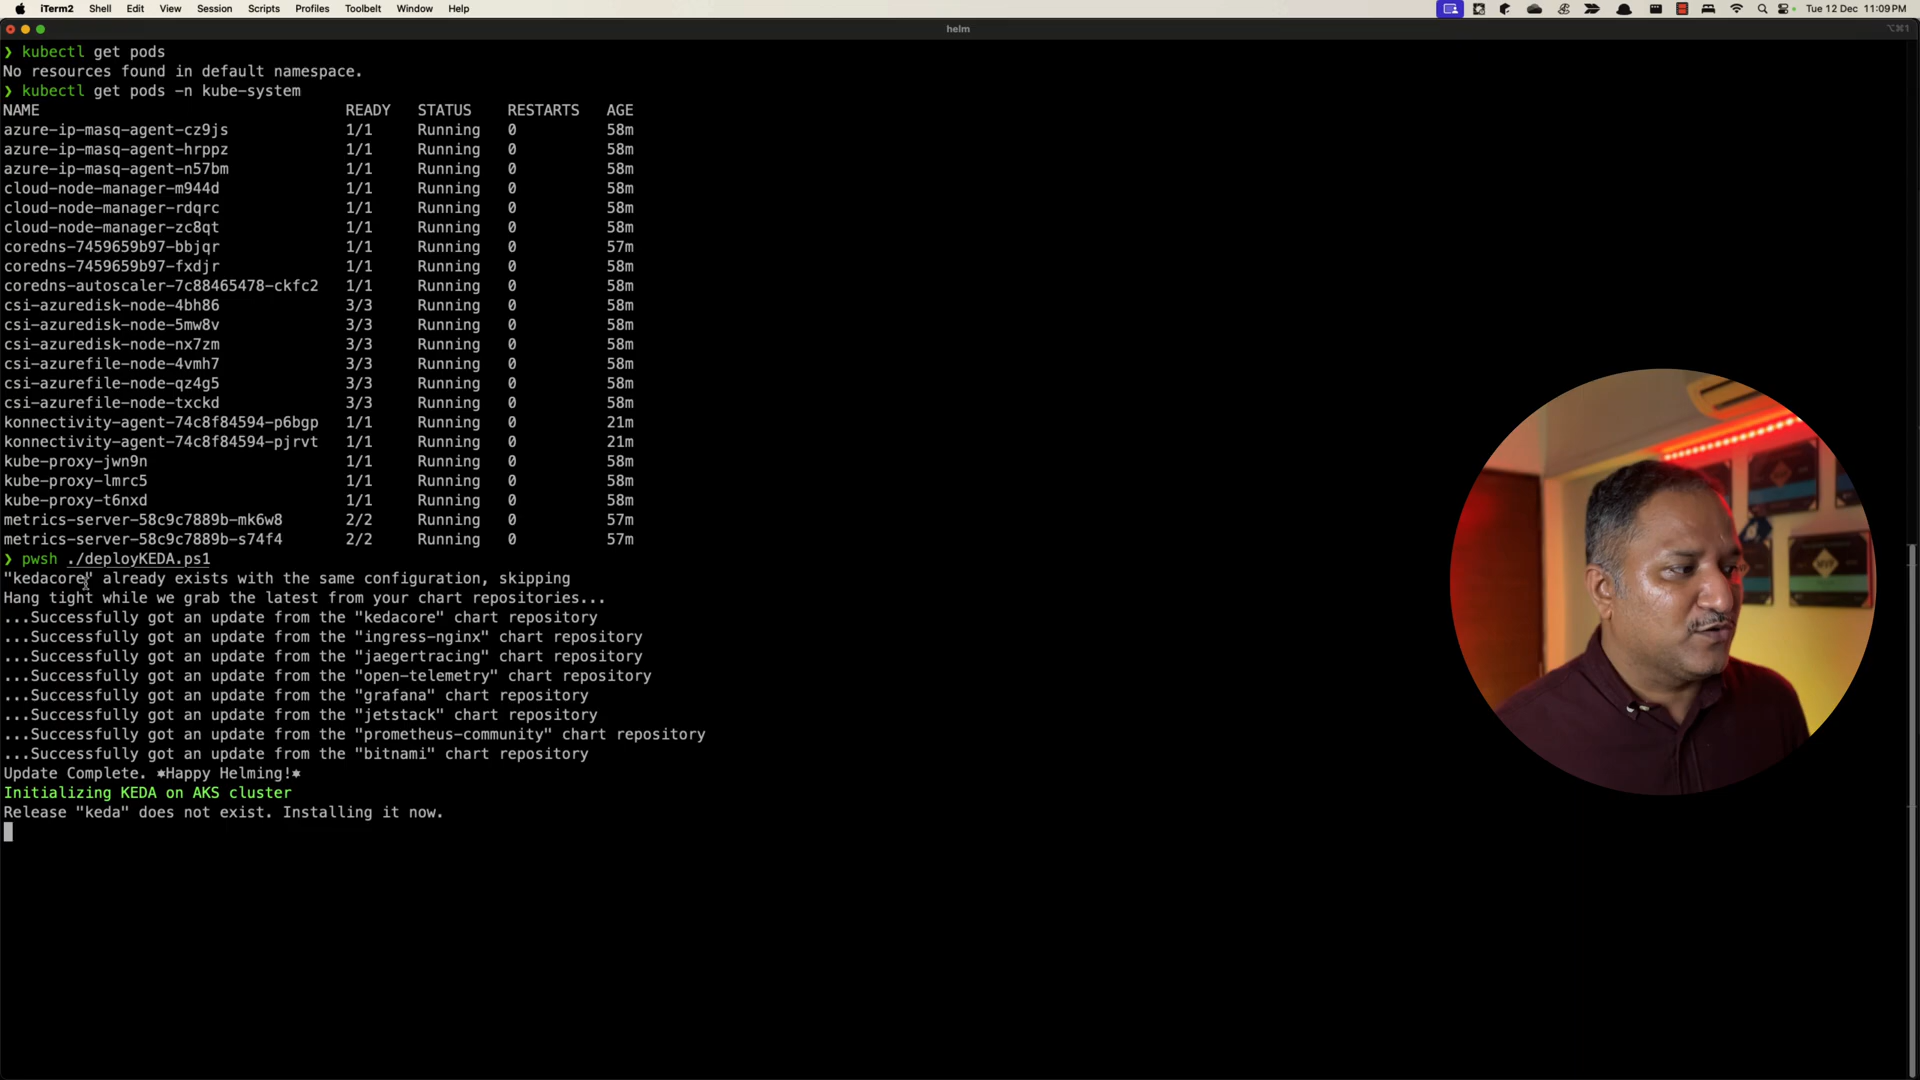 iTerm2 Shell Edit View Session Scripts Profiles Toolbelt Window Help Tue 12 Dec 11:09 PM
helm
❯ kubectl get pods
No resources found in default namespace.
❯ kubectl get pods -n kube-system
NAME READY STATUS RESTARTS AGE
azure-ip-masq-agent-cz9js 1/1 Running 0 58m
azure-ip-masq-agent-hrppz 1/1 Running 0 58m
azure-ip-masq-agent-n57bm 1/1 Running 0 58m
cloud-node-manager-m944d 1/1 Running 0 58m
cloud-node-manager-rdqrc 1/1 Running 0 58m
cloud-node-manager-zc8qt 1/1 Running 0 58m
coredns-7459659b97-bbjqr 1/1 Running 0 57m
coredns-7459659b97-fxdjr 1/1 Running 0 58m
coredns-autoscaler-7c88465478-ckfc2 1/1 Running 0 58m
csi-azuredisk-node-4bh86 3/3 Running 0 58m
csi-azuredisk-node-5mw8v 3/3 Running 0 58m
csi-azuredisk-node-nx7zm 3/3 Running 0 58m
csi-azurefile-node-4vmh7 3/3 Running 0 58m
csi-azurefile-node-qz4g5 3/3 Running 0 58m
csi-azurefile-node-txckd 3/3 Running 0 58m
konnectivity-agent-74c8f84594-p6bgp 1/1 Running 0 21m
konnectivity-agent-74c8f84594-pjrvt 1/1 Running 0 21m
kube-proxy-jwn9n 1/1 Running 0 58m
kube-proxy-lmrc5 1/1 Running 0 58m
kube-proxy-t6nxd 1/1 Running 0 58m
metrics-server-58c9c7889b-mk6w8 2/2 Running 0 57m
metrics-server-58c9c7889b-s74f4 2/2 Running 0 57m
❯ pwsh ./deployKEDA.ps1
"kedacore" already exists with the same configuration, skipping
Hang tight while we grab the latest from your chart repositories...
...Successfully got an update from the "kedacore" chart repository
...Successfully got an update from the "ingress-nginx" chart repository
...Successfully got an update from the "jaegertracing" chart repository
...Successfully got an update from the "open-telemetry" chart repository
...Successfully got an update from the "grafana" chart repository
...Successfully got an update from the "jetstack" chart repository
...Successfully got an update from the "prometheus-community" chart repository
...Successfully got an update from the "bitnami" chart repository
Update Complete. ⎈Happy Helming!⎈
Initializing KEDA on AKS cluster
Release "keda" does not exist. Installing it now.